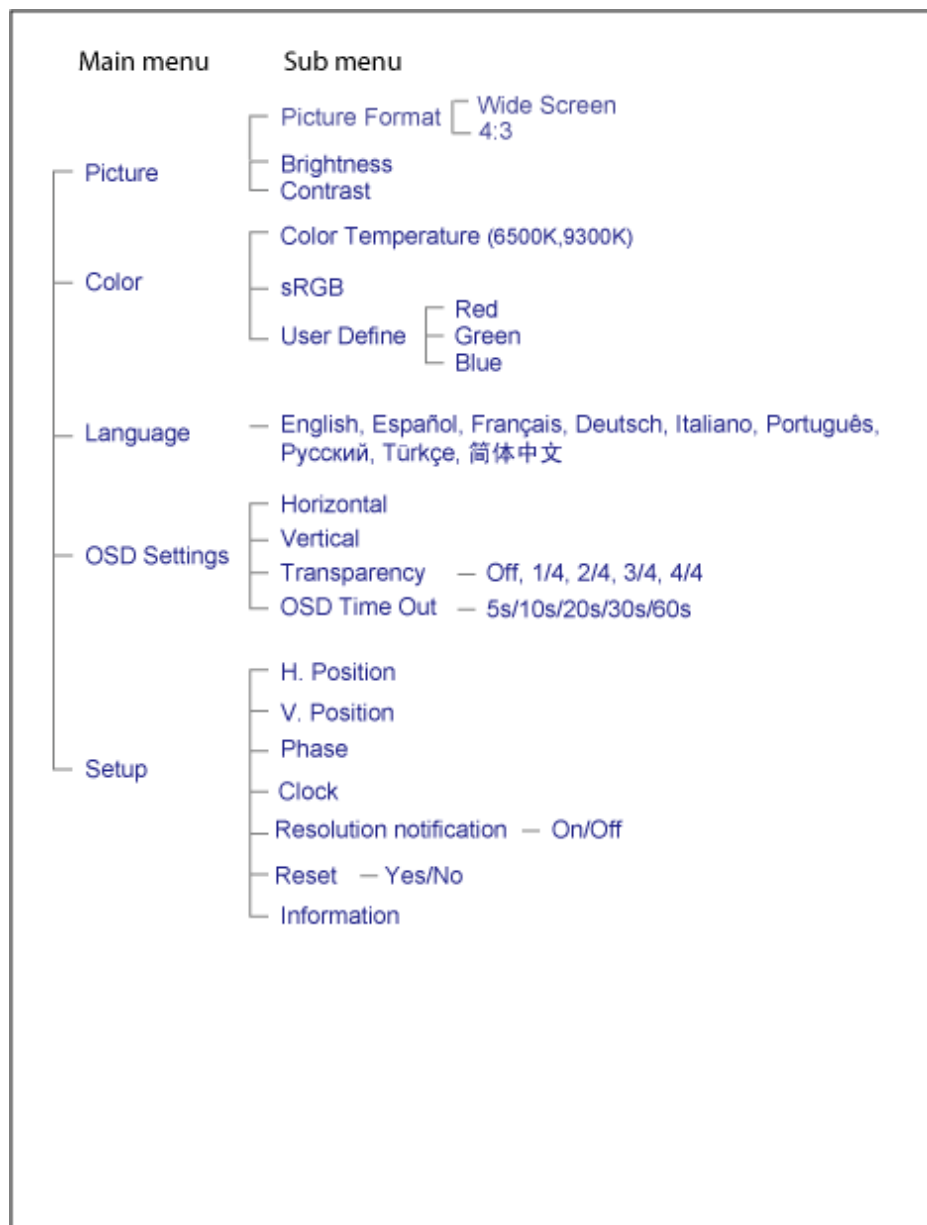 Main menu Sub menu
Picture Format Wide Screen
4:3
Picture Brightness
Contrast
Color Temperature (6500K,9300K)
Color sRGB
Red
User Define Green
Blue
Language English, Español, Français, Deutsch, Italiano, Português,
Русский, Türkçe, 简体中文
Horizontal
Vertical
OSD Settings
Transparency — Off, 1/4, 2/4, 3/4, 4/4
OSD Time Out — 5s/10s/20s/30s/60s
H. Position
V. Position
Phase
Setup
Clock
Resolution notification — On/Off
Reset — Yes/No
Information